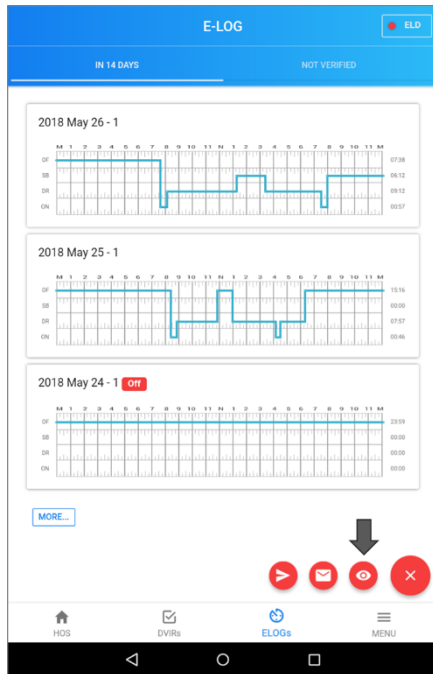 E-LOG
ELD
IN 14 DAYS
NOT VERIFIED
2018 May 26 - 1
M 1 2 3 4 5 6 7 8 9 10 11 N 1 2 3 4 5 6 7 8 9 10 11 M
OF 07:38
SB 06:12
DR 09:12
ON 00:57
2018 May 25 - 1
M 1 2 3 4 5 6 7 8 9 10 11 N 1 2 3 4 5 6 7 8 9 10 11 M
OF 15:16
SB 00:00
DR 07:57
ON 00:46
2018 May 24 - 1 Off
M 1 2 3 4 5 6 7 8 9 10 11 N 1 2 3 4 5 6 7 8 9 10 11 M
OF 23:59
SB 00:00
DR 00:00
ON 00:00
MORE...
HOS
DVIRs
ELOGs
MENU